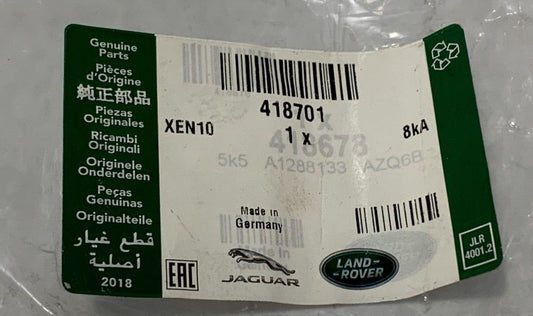 Genuine
Parts
Pièces
d'Origine
純正部品
Piezas
Originales
Ricambi
Originali
Originele
Onderdelen
Peças
Genuinas
Originalteile
قطع غيار
أصلية
2018
XEN10
418701
1 x
8kA
418678
5k5 A1288133 AZQ6B
Made in
Germany
EAC
JAGUAR
LAND-
ROVER
JLR
4001.2